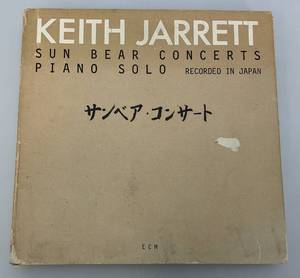 KEITH JARRETT
SUN BEAR CONCERTS
PIANO SOLO RECORDED IN JAPAN
サンベア・コンサート
ECM